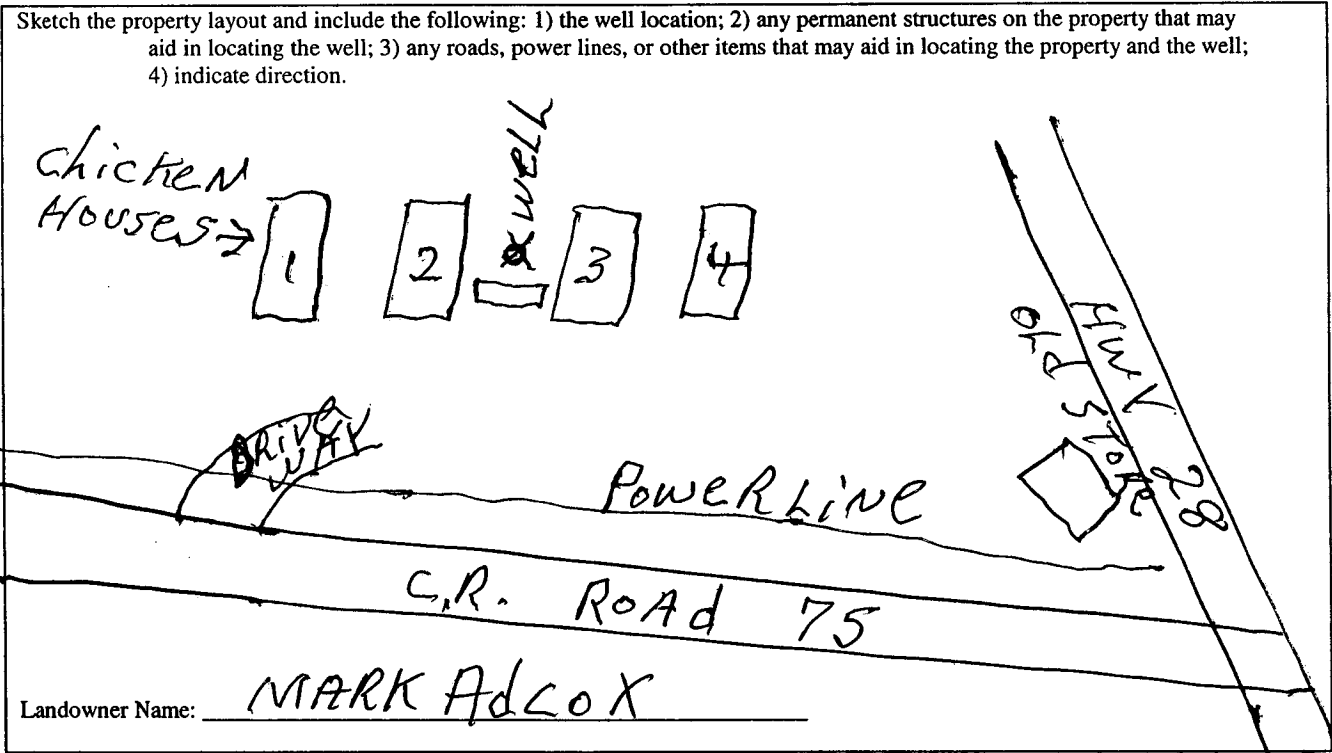 Sketch the property layout and include the following: 1) the well location; 2) any permanent structures on the property that may
aid in locating the well; 3) any roads, power lines, or other items that may aid in locating the property and the well;
4) indicate direction.
Chicken
Houses→
1
2
x well
3
4
Hwy 28
old Store
Drive
way
PoweR LiNe
C.R. RoAd 75
Landowner Name: MARK AdcoX